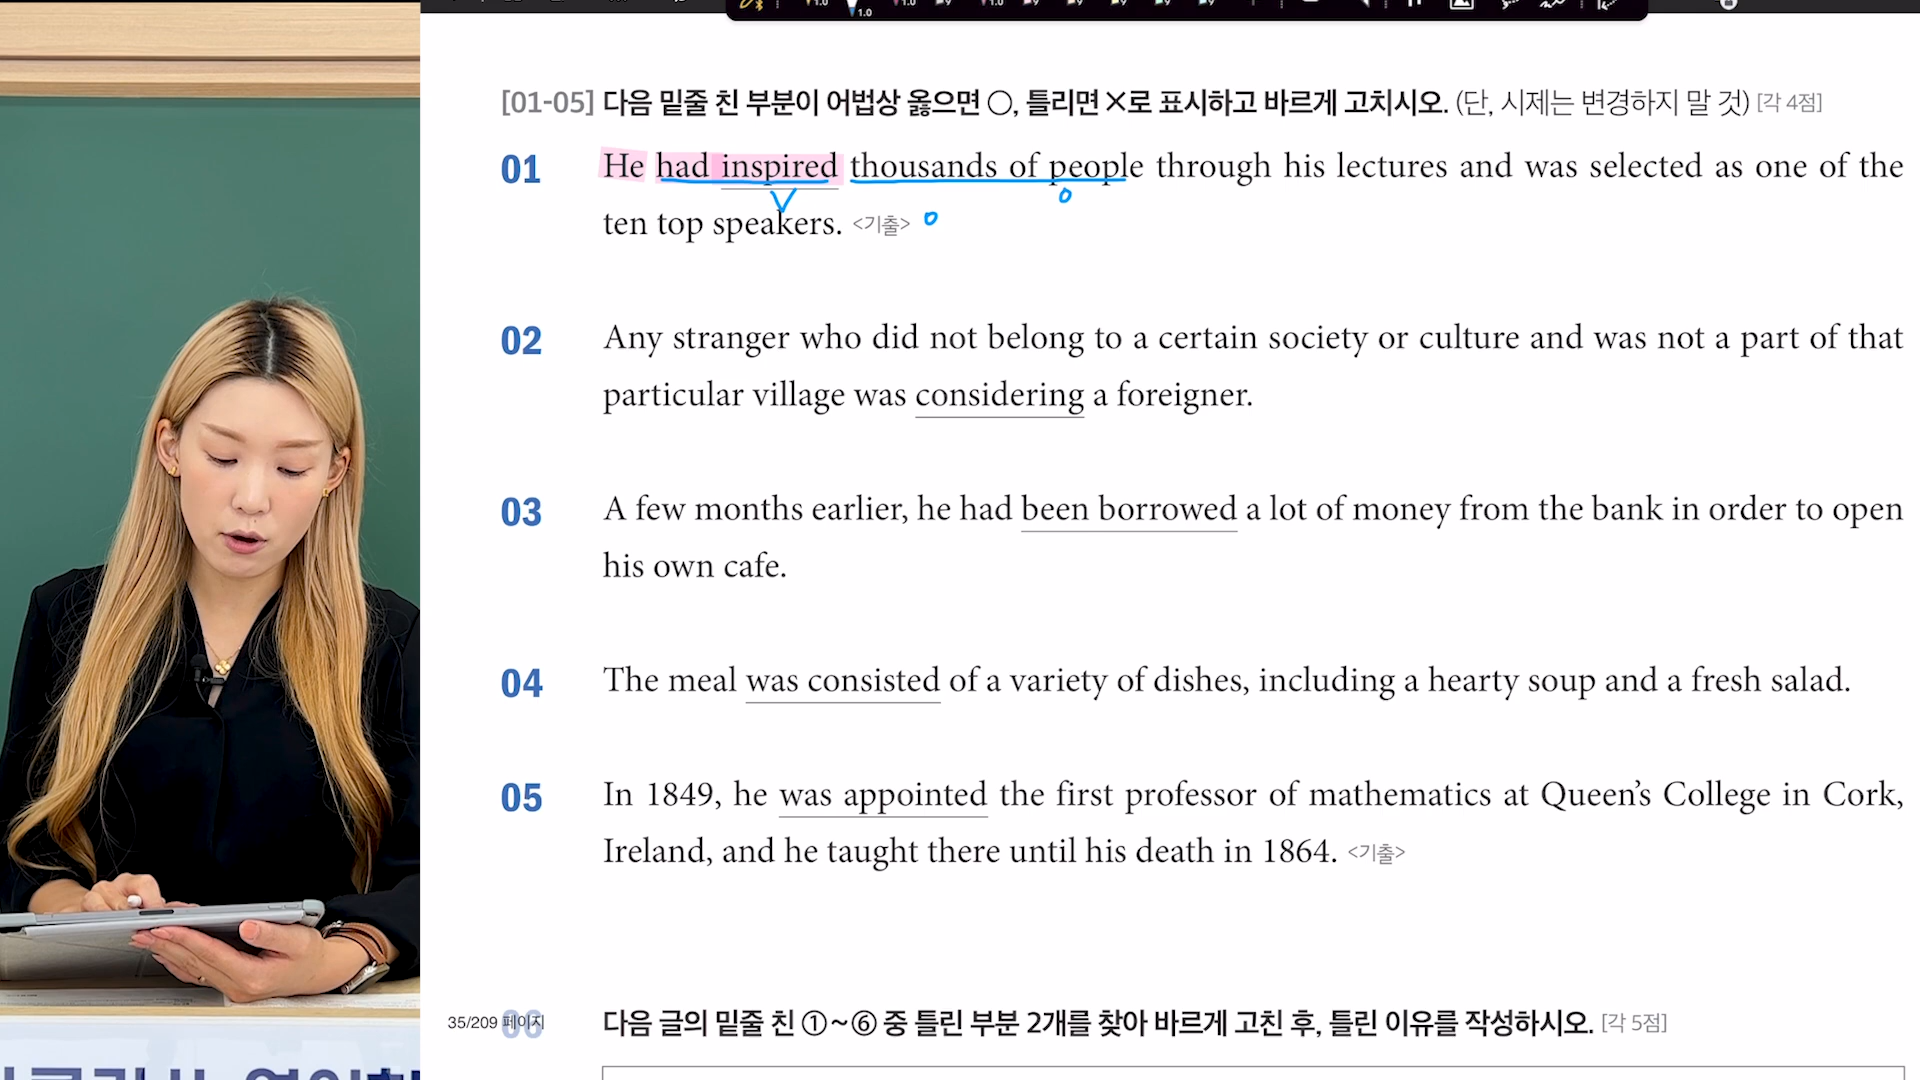 [01-05] 다음 밑줄 친 부분이 어법상 옳으면 ○, 틀리면 ×로 표시하고 바르게 고치시오. (단, 시제는 변경하지 말 것) [각 4점]
01 He had inspired thousands of people through his lectures and was selected as one of the
ten top speakers. <기출>
02 Any stranger who did not belong to a certain society or culture and was not a part of that
particular village was considering a foreigner.
03 A few months earlier, he had been borrowed a lot of money from the bank in order to open
his own cafe.
04 The meal was consisted of a variety of dishes, including a hearty soup and a fresh salad.
05 In 1849, he was appointed the first professor of mathematics at Queen's College in Cork,
Ireland, and he taught there until his death in 1864. <기출>
35/209 페이지
06 다음 글의 밑줄 친 ①~⑥ 중 틀린 부분 2개를 찾아 바르게 고친 후, 틀린 이유를 작성하시오. [각 5점]